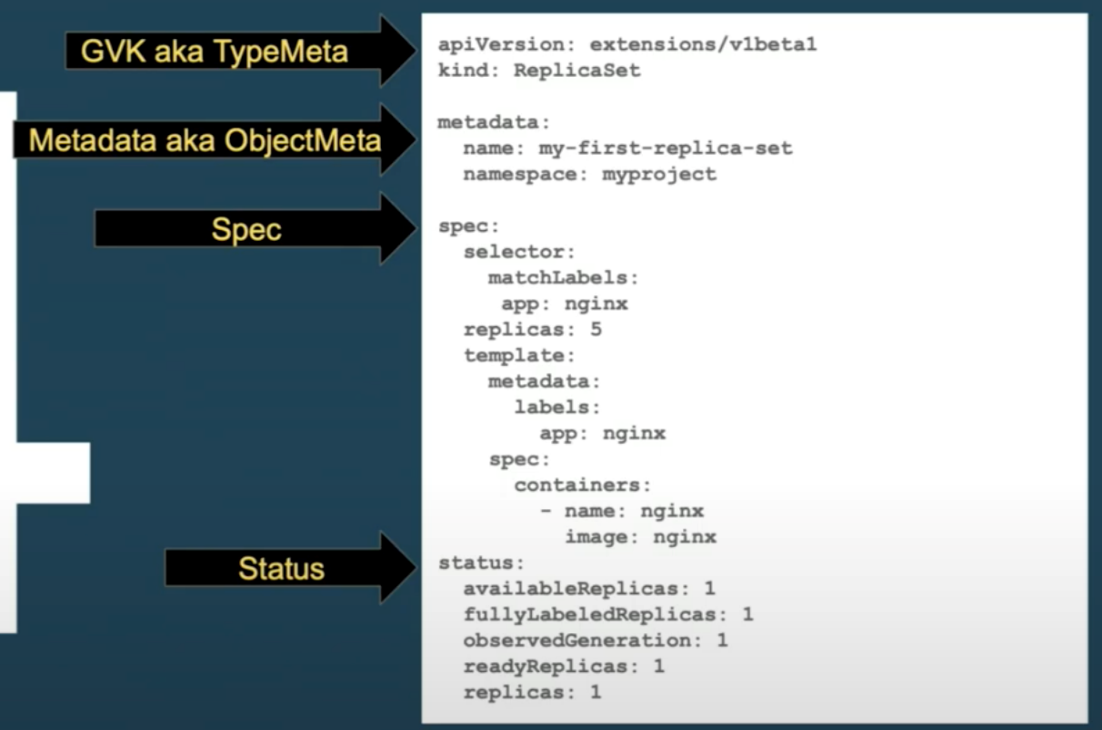 GVK aka TypeMeta
Metadata aka ObjectMeta
Spec
Status
apiVersion: extensions/v1beta1
kind: ReplicaSet
metadata:
  name: my-first-replica-set
  namespace: myproject
spec:
  selector:
    matchLabels:
     app: nginx
  replicas: 5
  template:
    metadata:
      labels:
        app: nginx
    spec:
      containers:
        - name: nginx
          image: nginx
status:
  availableReplicas: 1
  fullyLabeledReplicas: 1
  observedGeneration: 1
  readyReplicas: 1
  replicas: 1